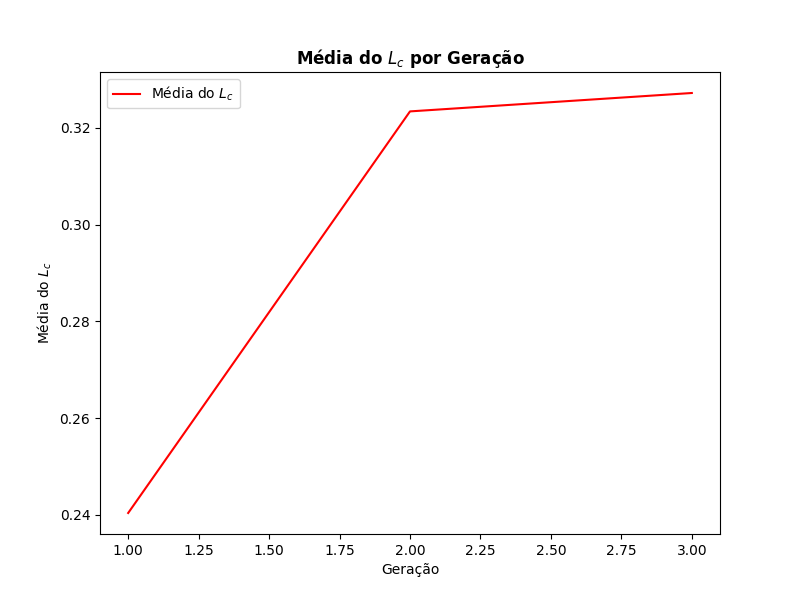 Média do $L_c$ por Geração
Média do $L_c$
0.32
0.30
0.28
0.26
0.24
Média do $L_c$
1.00 1.25 1.50 1.75 2.00 2.25 2.50 2.75 3.00
Geração